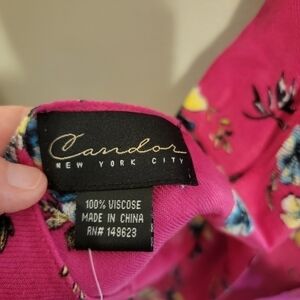 Candor
NEW YORK CITY
100% VISCOSE
MADE IN CHINA
RN# 149623